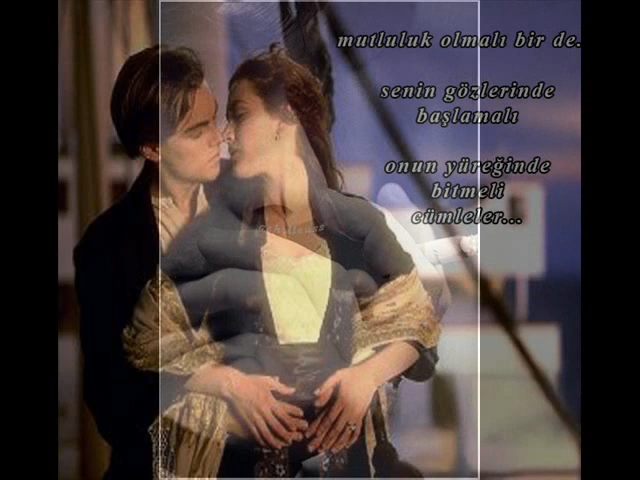 mutluluk olmalı bir de.
senin gözlerinde
başlamalı
onun yüreğinde
bitmeli
cümleler...